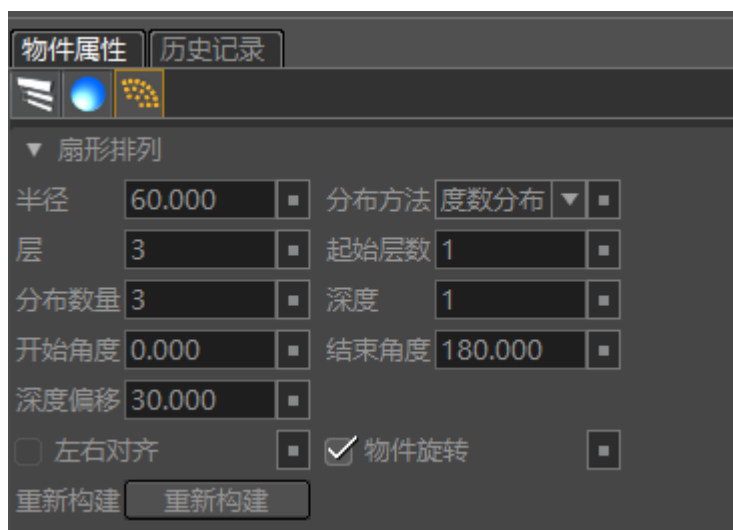 物件属性 历史记录
扇形排列
半径 60.000 分布方法 度数分布
层 3 起始层数 1
分布数量 3 深度 1
开始角度 0.000 结束角度 180.000
深度偏移 30.000
左右对齐 物件旋转
重新构建 重新构建